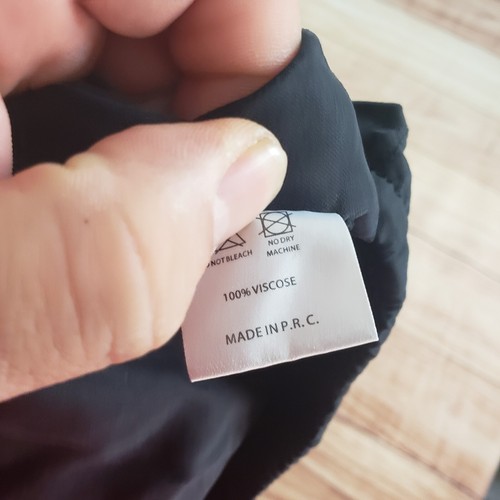 NOT BLEACH
NO DRY
MACHINE
100% VISCOSE
MADE IN P.R.C.